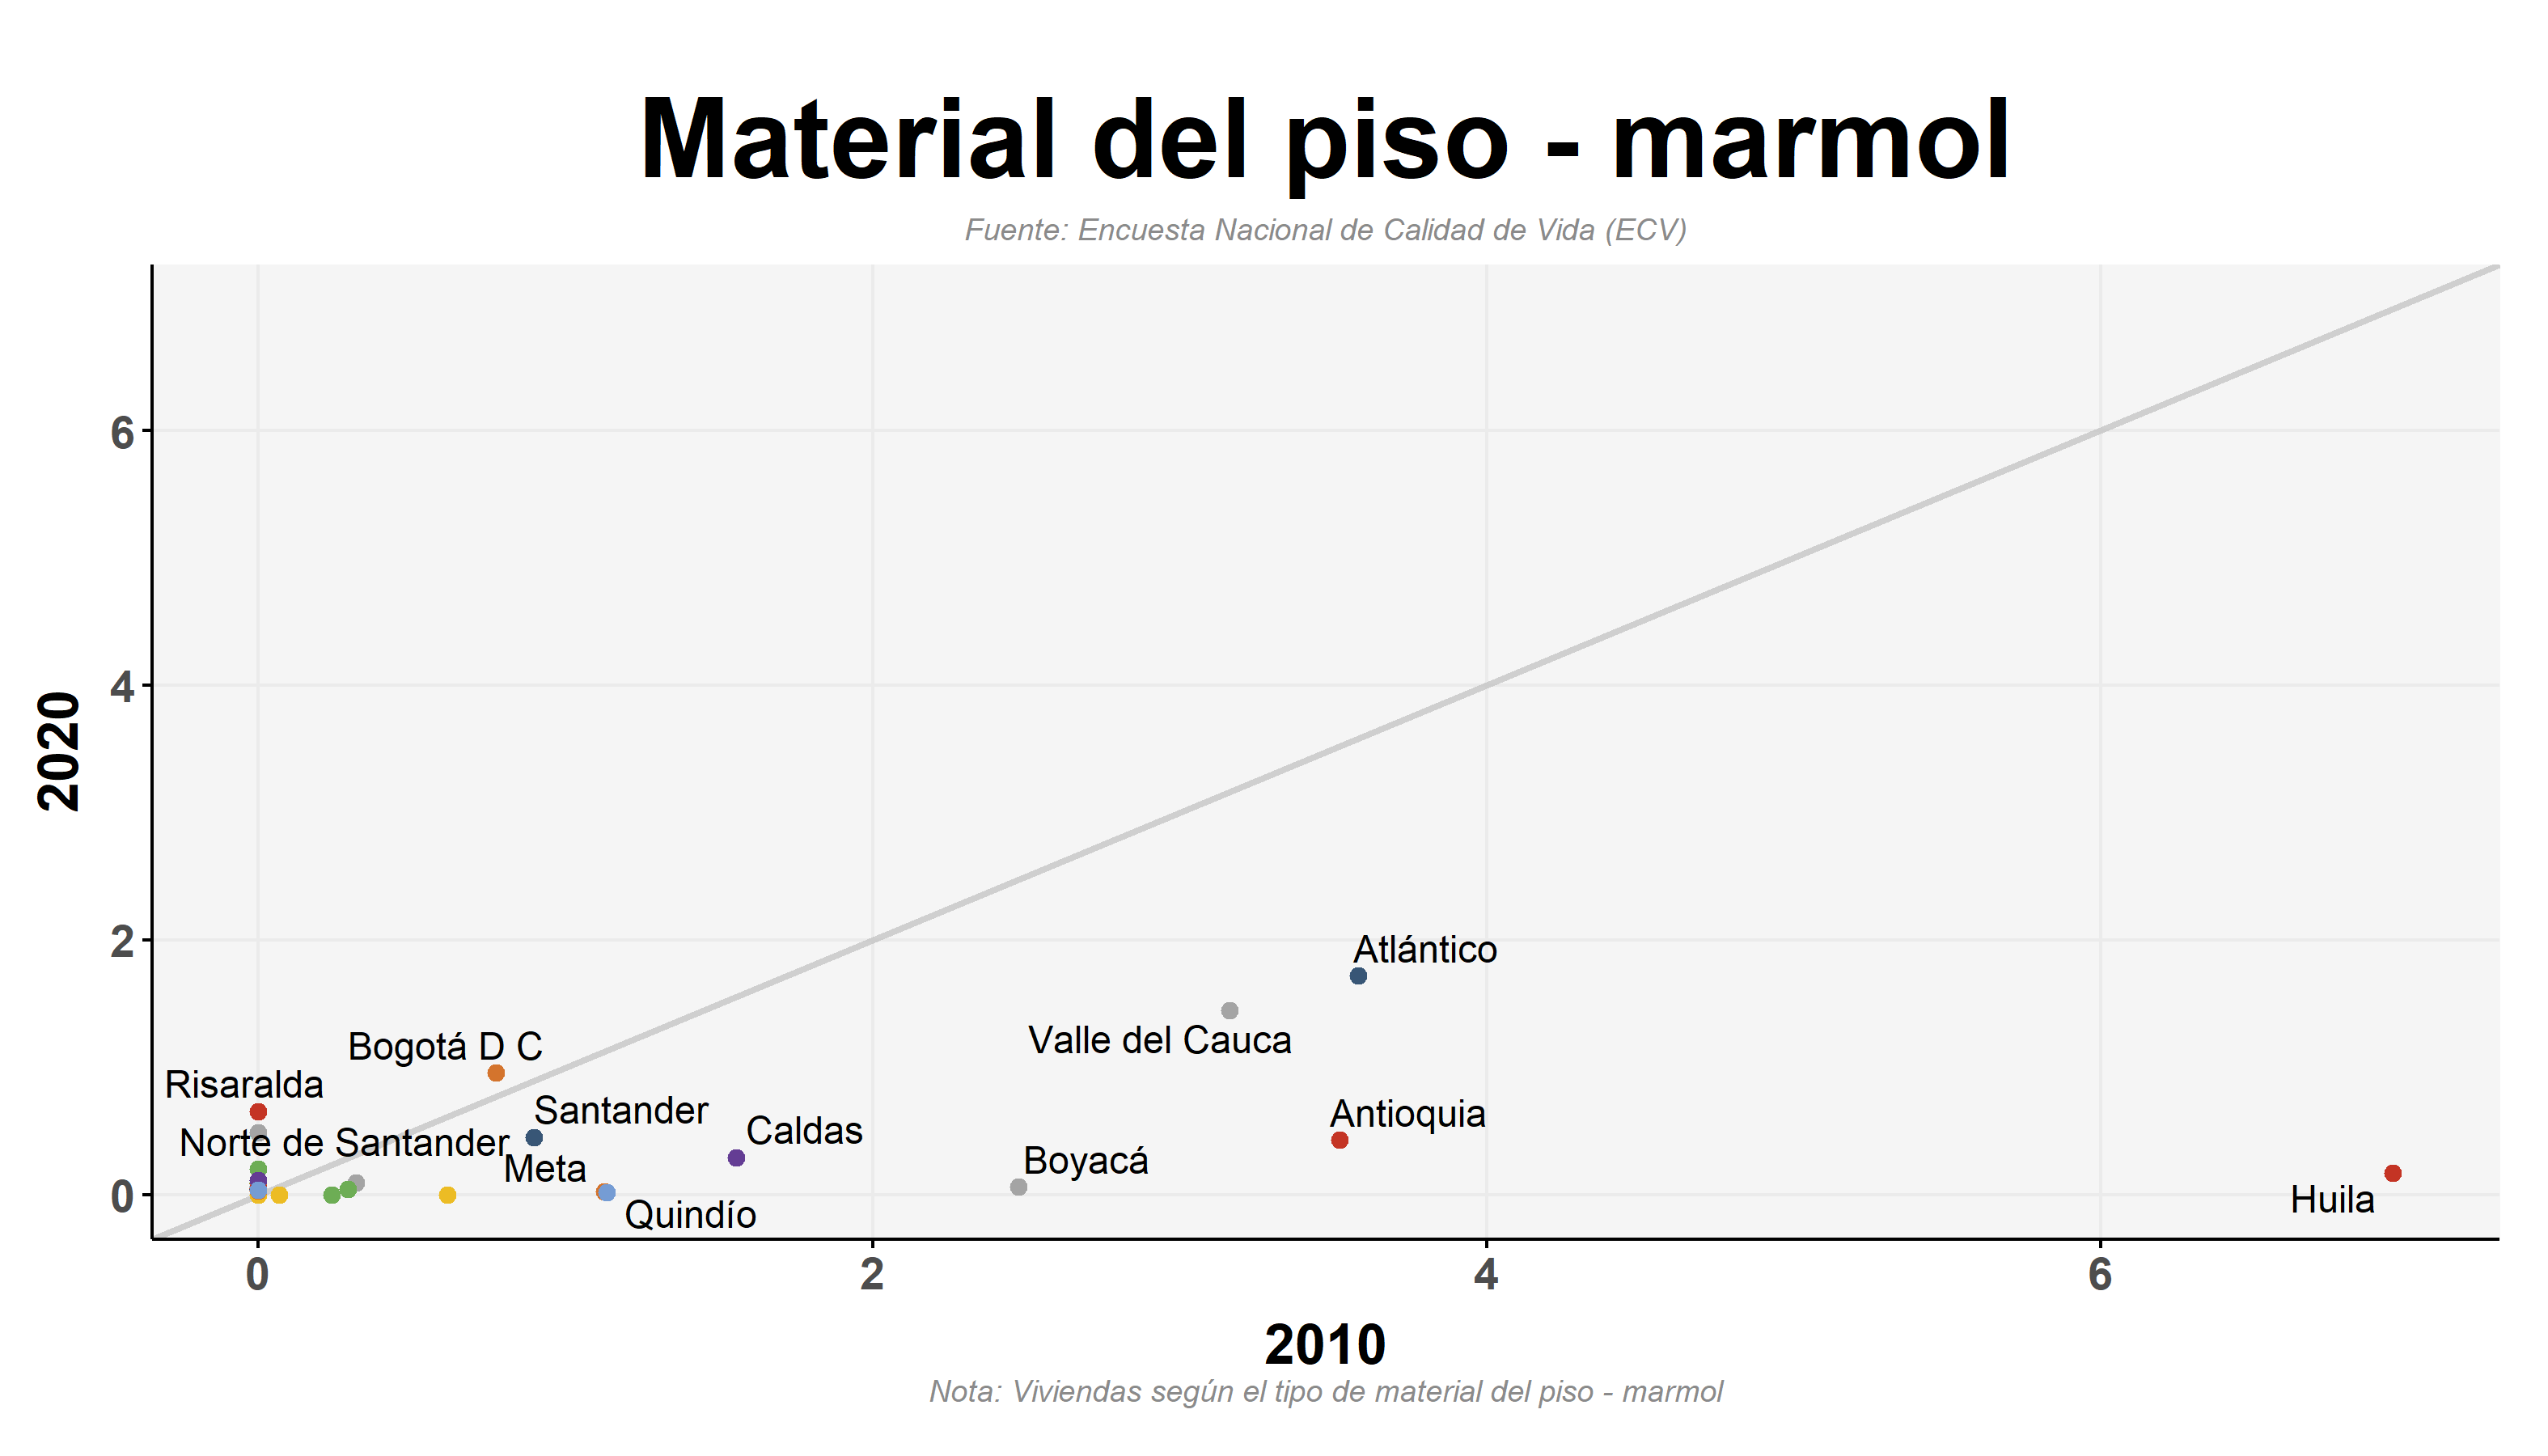 Material del piso - marmol
Fuente: Encuesta Nacional de Calidad de Vida (ECV)
2020
6
4
2
0
Atlántico
Valle del Cauca
Bogotá D C
Risaralda
Santander
Antioquia
Caldas
Norte de Santander
Boyacá
Meta
Huila
Quindío
0
2
4
6
2010
Nota: Viviendas según el tipo de material del piso - marmol